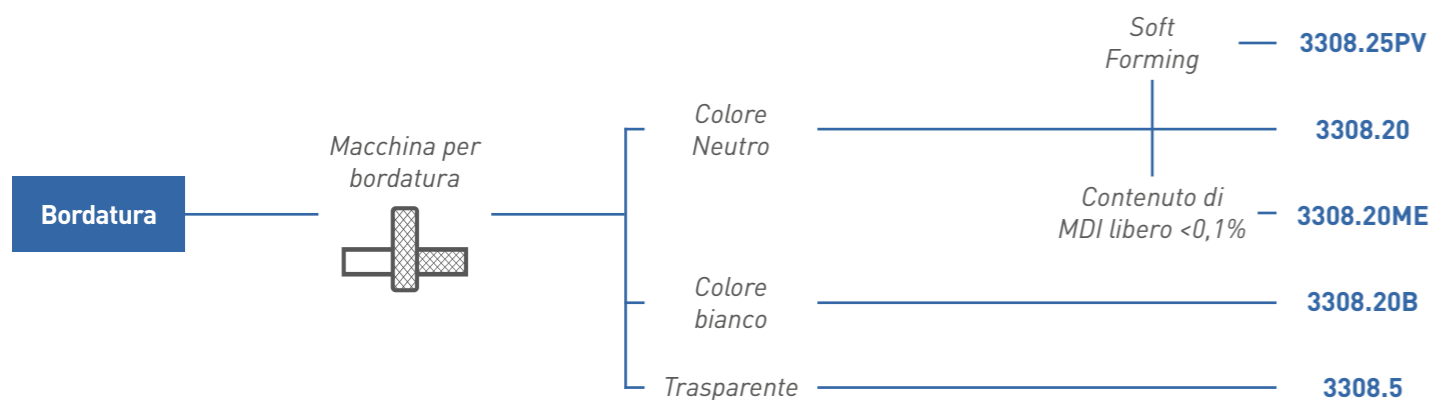 Bordatura
Macchina per
bordatura
Colore
Neutro
Soft
Forming
3308.25PV
3308.20
Contenuto di
MDI libero <0,1%
3308.20ME
Colore
bianco
3308.20B
Trasparente
3308.5